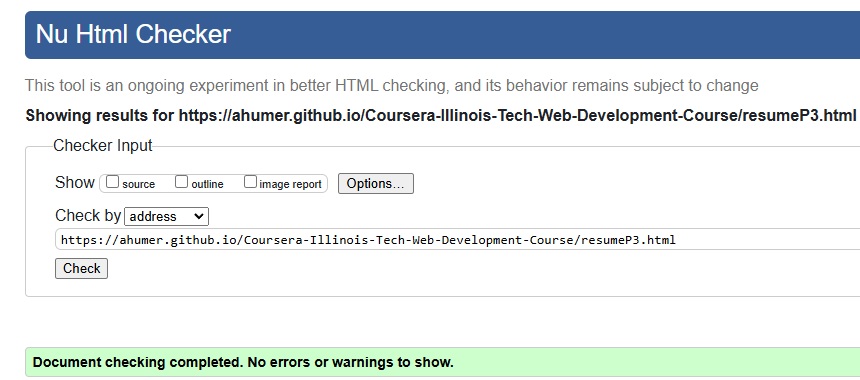 Nu Html Checker
This tool is an ongoing experiment in better HTML checking, and its behavior remains subject to change
Showing results for https://ahumer.github.io/Coursera-Illinois-Tech-Web-Development-Course/resumeP3.html
Checker Input
Show source outline image report Options...
Check by address
https://ahumer.github.io/Coursera-Illinois-Tech-Web-Development-Course/resumeP3.html
Check
Document checking completed. No errors or warnings to show.